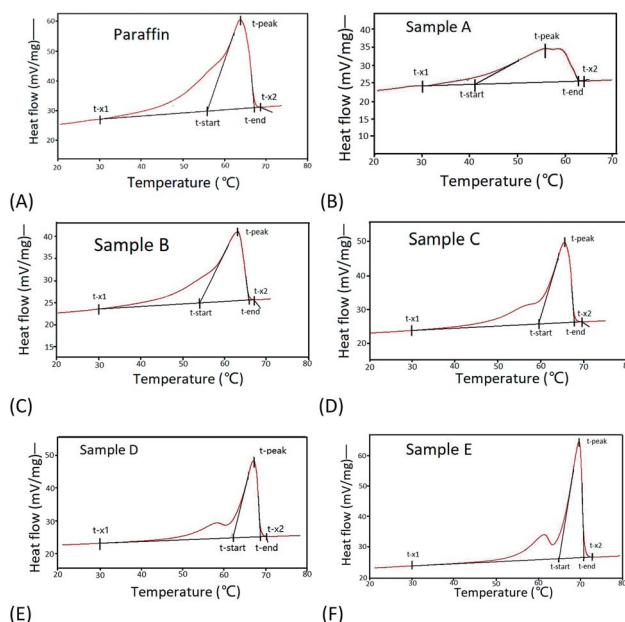 Paraffin
t-peak
t-x1
t-start
t-x2
t-end
Heat flow (mV/mg)—
60
50
40
30
20
20 30 40 50 60 70 80
Temperature (℃)
(A)
Sample A
t-peak
t-x1
t-start
t-x2
t-end
Heat flow (mV/mg)—
40
35
30
25
20
15
20 30 40 50 60 70
Temperature (℃)
(B)
Sample B
t-peak
t-x1
t-start
t-x2
t-end
Heat flow (mV/mg)—
40
35
30
25
20
15
20 30 40 50 60 70 80
Temperature (℃)
(C)
Sample C
t-peak
t-x1
t-start
t-x2
t-end
Heat flow (mV/mg)—
50
40
30
20
20 30 40 50 60 70 80
Temperature (℃)
(D)
Sample D
t-peak
t-x1
t-start
t-x2
t-end
Heat flow (mV/mg)—
50
40
30
20
20 30 40 50 60 70 80
Temperature (℃)
(E)
Sample E
t-peak
t-x1
t-start
t-x2
t-end
Heat flow (mV/mg)—
60
50
40
30
20
20 30 40 50 60 70 80
Temperature (℃)
(F)